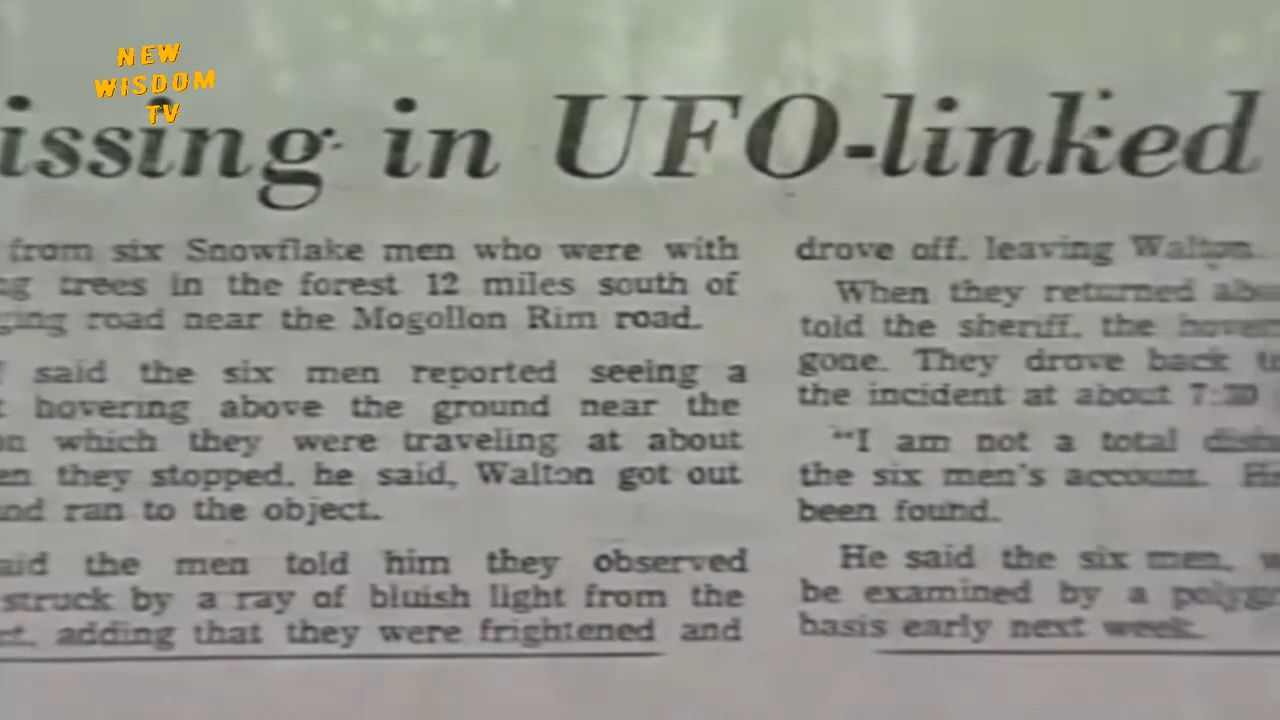 NEW
WISDOM
TV
issing in UFO-linked
from six Snowflake men who were with
trees in the forest 12 miles south of
road near the Mogollon Rim road.
said the six men reported seeing a
hovering above the ground near the
which they were traveling at about
they stopped, he said, Walton got out
ran to the object.
the men told him they observed
struck by a ray of bluish light from the
adding that they were frightened and
drove off, leaving Walton.
When they returned
told the sheriff, the
gone. They drove back
the incident at about
"I am not a total
the six men's account.
been found.
He said the six men,
be examined by a
basis early next week.